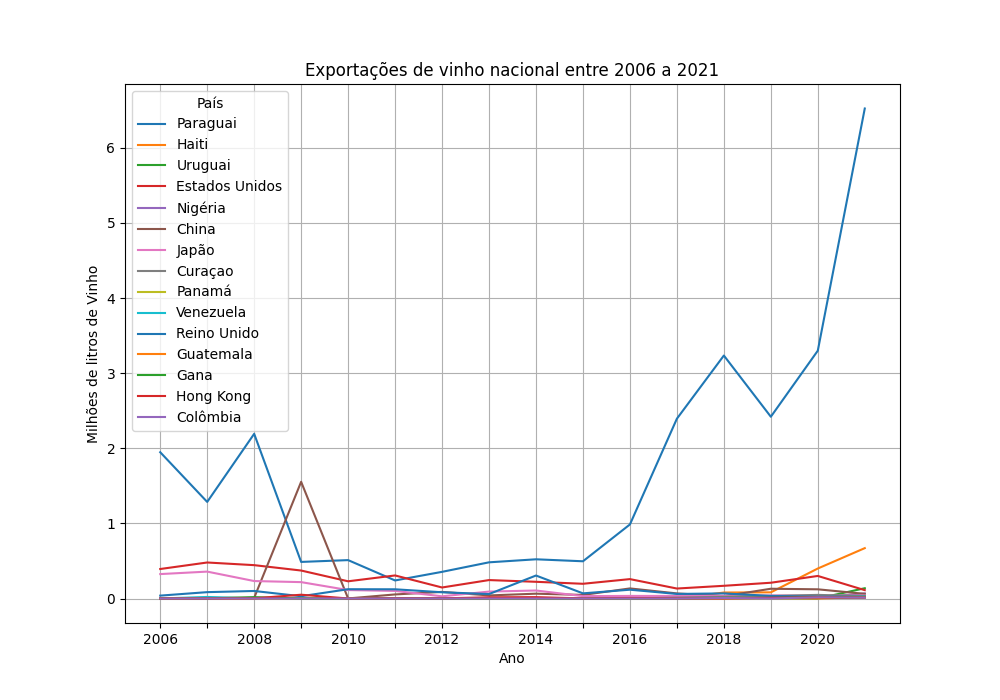 Exportações de vinho nacional entre 2006 a 2021
País
Paraguai
Haiti
Uruguai
Estados Unidos
Nigéria
China
Japão
Curaçao
Panamá
Venezuela
Reino Unido
Guatemala
Gana
Hong Kong
Colômbia
Milhões de litros de Vinho
6
5
4
3
2
1
0
2006 2008 2010 2012 2014 2016 2018 2020
Ano